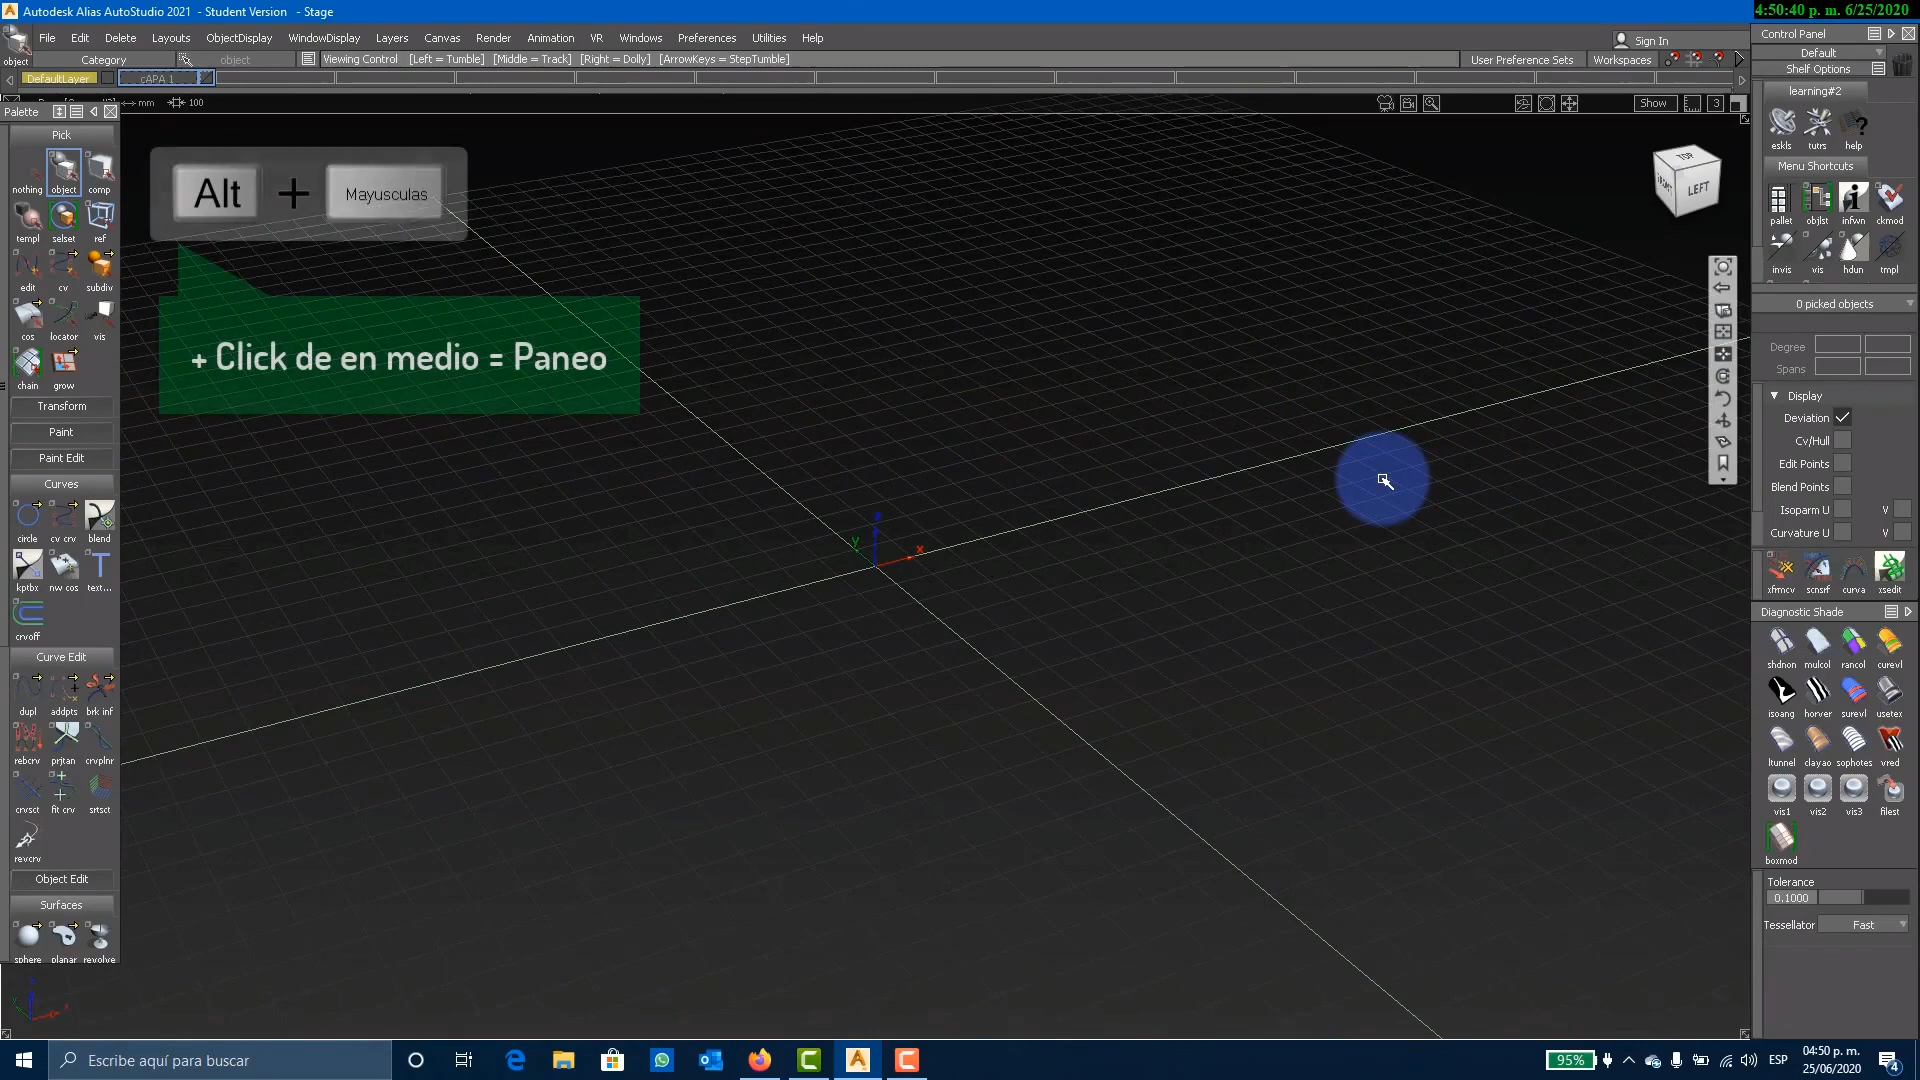 Autodesk Alias AutoStudio 2021 - Student Version - Stage
4:50:40 p. m. 6/25/2020
File Edit Delete Layouts ObjectDisplay WindowDisplay Layers Canvas Render Animation VR Windows Preferences Utilities Help
Sign In
Control Panel
object
Category
object
Viewing Control [Left = Tumble] [Middle = Track] [Right = Dolly] [ArrowKeys = StepTumble]
User Preference Sets
Workspaces
Default
Shelf Options
DefaultLayer
cAPA 1
mm
100
Show
3
Palette
Pick
nothing object comp
templ selset ref
edit cv subdiv
cos locator vis
chain grow
Transform
Paint
Paint Edit
Curves
circle cv crv blend
kptbx nw cos text...
crvoff
Curve Edit
dupl addpts brk inf
rebcrv prjtan crvplnr
crvsct fit crv srtsct
revcrv
Object Edit
Surfaces
sphere planar revolve
Alt + Mayusculas
+ Click de en medio = Paneo
TOP
LEFT
z
y
x
learning#2
eskls tutrs help
Menu Shortcuts
pallet objlst infwn ckmod
invis vis hdun tmpl
0 picked objects
Degree
Spans
Display
Deviation
Cv/Hull
Edit Points
Blend Points
Isoparm U V
Curvature U V
xfrmcv scnsrf curva xsedit
Diagnostic Shade
shdnon mulcol rancol curevl
isoang horver surevl usetex
ltunnel clayao sophotes vred
vis1 vis2 vis3 filest
boxmod
Tolerance
0.1000
Tessellator Fast
Escribe aquí para buscar
95%
ESP
04:50 p. m.
25/06/2020
4